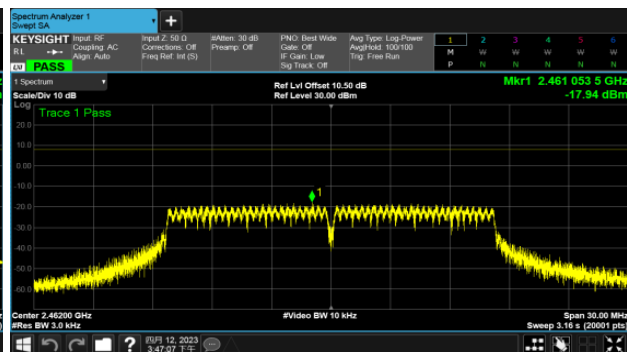 Spectrum Analyzer 1
Swept SA
+
KEYSIGHT Input: RF Input Z: 50 Ω #Atten: 30 dB PNO: Best Wide Avg Type: Log-Power 1 2 3 4 5 6
RL Coupling: AC Corrections: Off Preamp: Off Gate: Off Avg|Hold: 100/100 M W W W W W
Align: Auto Freq Ref: Int (S) IF Gain: Low Trig: Free Run
LXI PASS Sig Track: Off P N N N N N
1 Spectrum Ref Lvl Offset 10.50 dB Mkr1 2.461 053 5 GHz
Scale/Div 10 dB Ref Level 30.00 dBm -17.94 dBm
Log
Trace 1 Pass
20.0
10.0
0.00
-10.0
1
-20.0
-30.0
-40.0
-50.0
-60.0
Center 2.46200 GHz #Video BW 10 kHz Span 30.00 MHz
#Res BW 3.0 kHz Sweep 3.16 s (20001 pts)
? 四月 12, 2023
3:47:07 下午